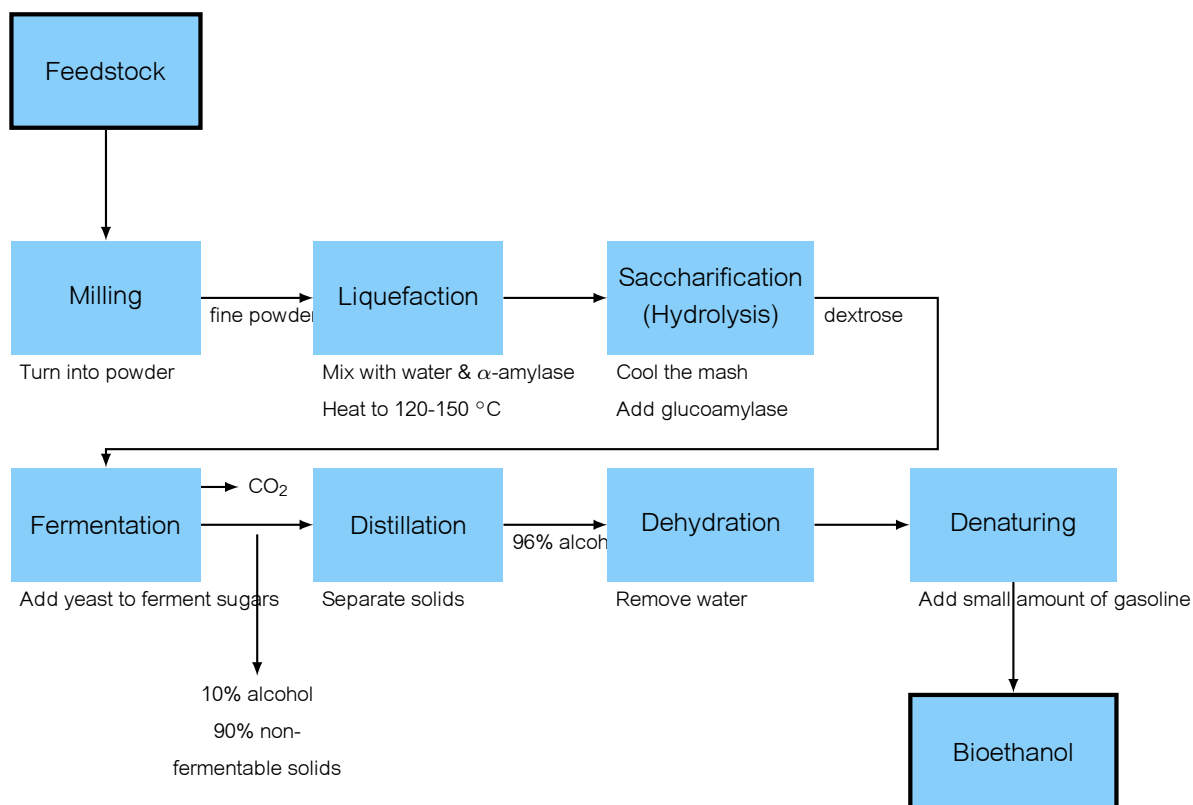 Feedstock
Milling
fine powder
Liquefaction
Saccharification
(Hydrolysis)
dextrose
Turn into powder
Mix with water & α-amylase
Heat to 120-150 °C
Cool the mash
Add glucoamylase
Fermentation
CO₂
Distillation
96% alcoh
Dehydration
Denaturing
Add yeast to ferment sugars
Separate solids
Remove water
Add small amount of gasoline
10% alcohol
90% non-
fermentable solids
Bioethanol